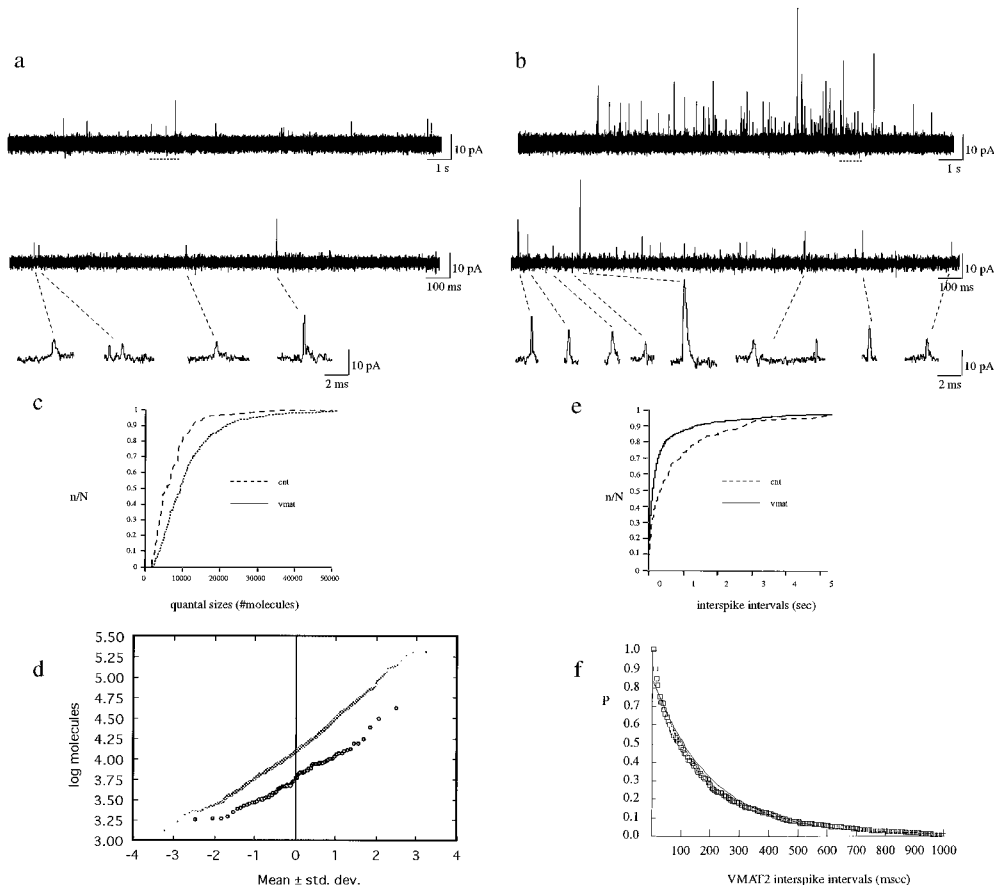 a
10 pA
1 s
10 pA
100 ms
10 pA
2 ms
b
10 pA
1 s
10 pA
100 ms
10 pA
2 ms
c
1
0.9
0.8
0.7
0.6
0.5
0.4
0.3
0.2
0.1
0
n/N
cnt
vmat
0 10000 20000 30000 40000 50000
quantal sizes (#molecules)
e
1
0.9
0.8
0.7
0.6
0.5
0.4
0.3
0.2
0.1
0
n/N
cnt
vmat
0 1 2 3 4 5
interspike intervals (sec)
d
5.50
5.25
5.00
4.75
4.50
4.25
4.00
3.75
3.50
3.25
3.00
log molecules
-4 -3 -2 -1 0 1 2 3 4
Mean ± std. dev.
f
1.0
0.9
0.8
0.7
0.6
0.5
0.4
0.3
0.2
0.1
0.0
P
100 200 300 400 500 600 700 800 900 1000
VMAT2 interspike intervals (msec)